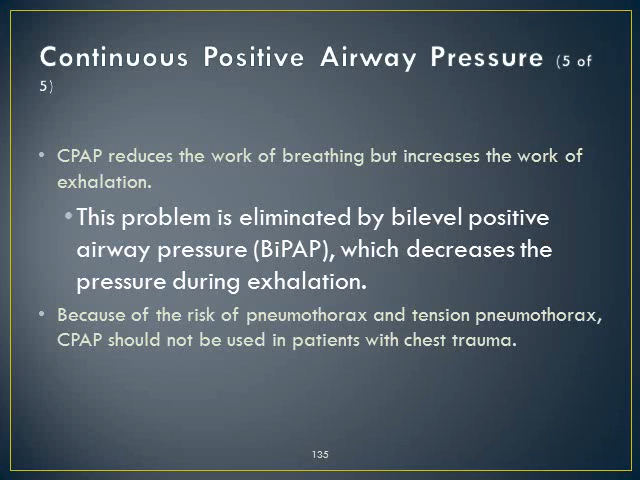 Continuous Positive Airway Pressure (5 of
5)
• CPAP reduces the work of breathing but increases the work of
exhalation.
• This problem is eliminated by bilevel positive
airway pressure (BiPAP), which decreases the
pressure during exhalation.
• Because of the risk of pneumothorax and tension pneumothorax,
CPAP should not be used in patients with chest trauma.
135